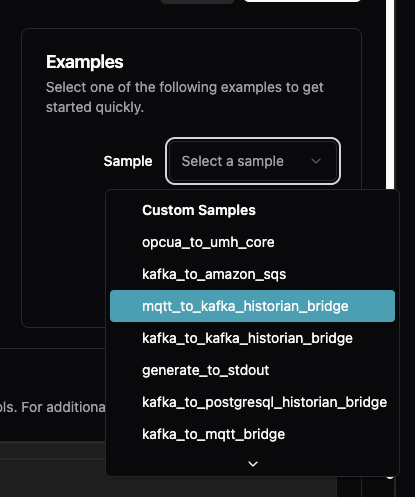 Examples
Select one of the following examples to get
started quickly.
Sample
Select a sample
Custom Samples
opcua_to_umh_core
kafka_to_amazon_sqs
mqtt_to_kafka_historian_bridge
kafka_to_kafka_historian_bridge
generate_to_stdout
ols. For additiona
kafka_to_postgresql_historian_bridge
kafka_to_mqtt_bridge